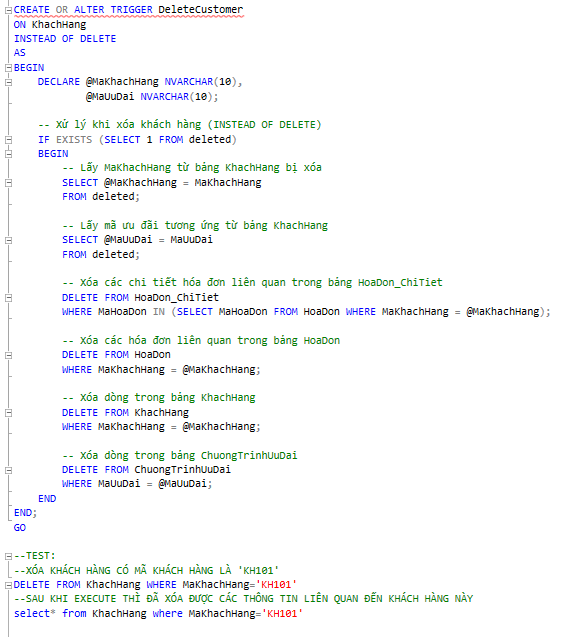 CREATE OR ALTER TRIGGER DeleteCustomer
ON KhachHang
INSTEAD OF DELETE
AS
BEGIN
    DECLARE @MaKhachHang NVARCHAR(10),
            @MaUuDai NVARCHAR(10);

    -- Xử lý khi xóa khách hàng (INSTEAD OF DELETE)
    IF EXISTS (SELECT 1 FROM deleted)
    BEGIN
        -- Lấy MaKhachHang từ bảng KhachHang bị xóa
        SELECT @MaKhachHang = MaKhachHang
        FROM deleted;

        -- Lấy mã ưu đãi tương ứng từ bảng KhachHang
        SELECT @MaUuDai = MaUuDai
        FROM deleted;

        -- Xóa các chi tiết hóa đơn liên quan trong bảng HoaDon_ChiTiet
        DELETE FROM HoaDon_ChiTiet
        WHERE MaHoaDon IN (SELECT MaHoaDon FROM HoaDon WHERE MaKhachHang = @MaKhachHang);

        -- Xóa các hóa đơn liên quan trong bảng HoaDon
        DELETE FROM HoaDon
        WHERE MaKhachHang = @MaKhachHang;

        -- Xóa dòng trong bảng KhachHang
        DELETE FROM KhachHang
        WHERE MaKhachHang = @MaKhachHang;

        -- Xóa dòng trong bảng ChuongTrinhUuDai
        DELETE FROM ChuongTrinhUuDai
        WHERE MaUuDai = @MaUuDai;
    END
END;
GO

--TEST:
--XÓA KHÁCH HÀNG CÓ MÃ KHÁCH HÀNG LÀ 'KH101'
DELETE FROM KhachHang WHERE MaKhachHang='KH101'
--SAU KHI EXECUTE THÌ ĐÃ XÓA ĐƯỢC CÁC THÔNG TIN LIÊN QUAN ĐẾN KHÁCH HÀNG NÀY
select* from KhachHang where MaKhachHang='KH101'